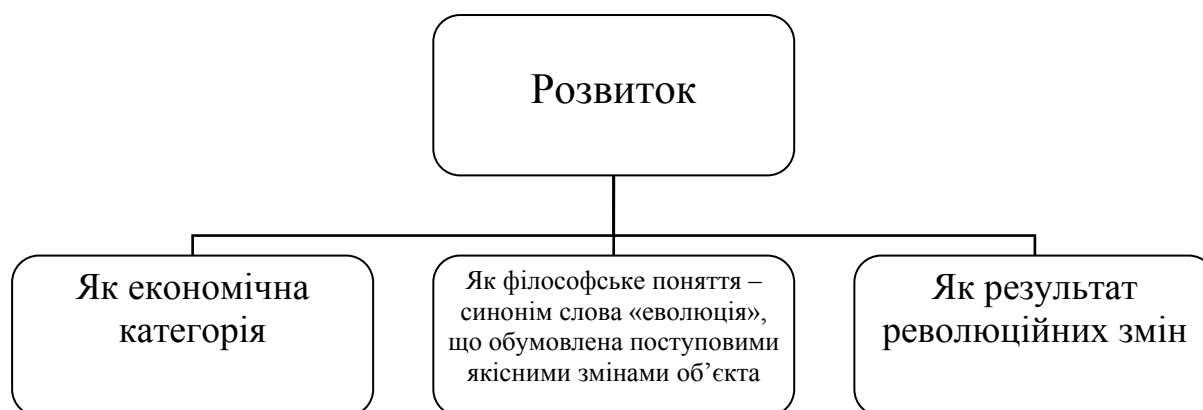 Розвиток
Як економічна
категорія
Як філософське поняття –
синонім слова «еволюція»,
що обумовлена поступовими
якісними змінами об’єкта
Як результат
революційних змін